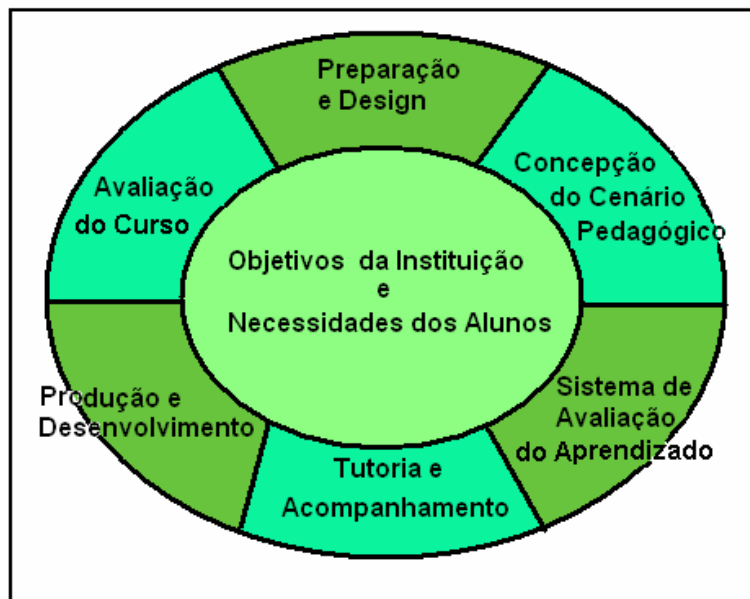 Preparação
e Design
Concepção
do Cenário
Pedagógico
Sistema de
Avaliação
do Aprendizado
Tutoria e
Acompanhamento
Produção e
Desenvolvimento
Avaliação
do Curso
Objetivos da Instituição
e
Necessidades dos Alunos